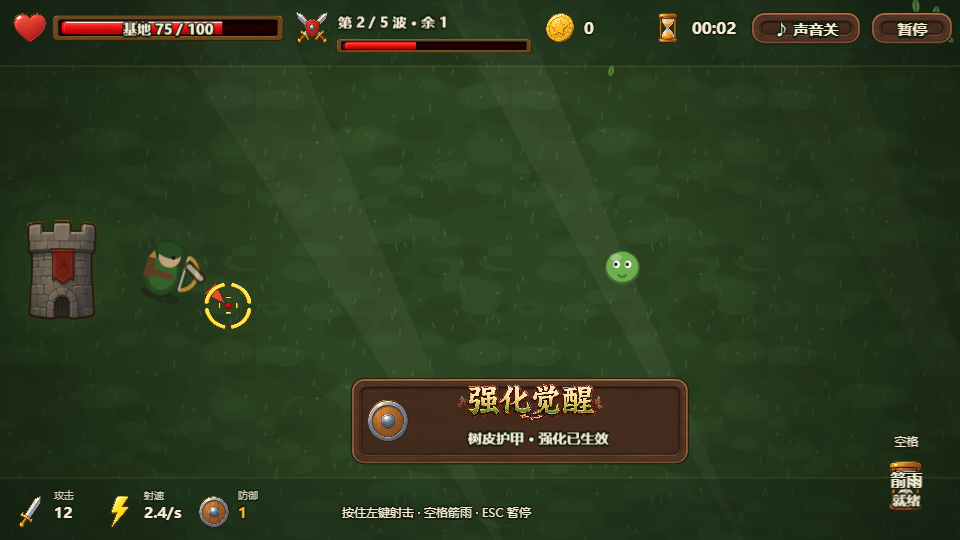 基地 75 / 100
第 2 / 5 波 · 余 1
0
00:02
♪ 声音关
暂停
强化觉醒
树皮护甲 · 强化已生效
空格
箭雨
就绪
攻击
12
射速
2.4/s
防御
1
按住左键射击 · 空格箭雨 · ESC 暂停